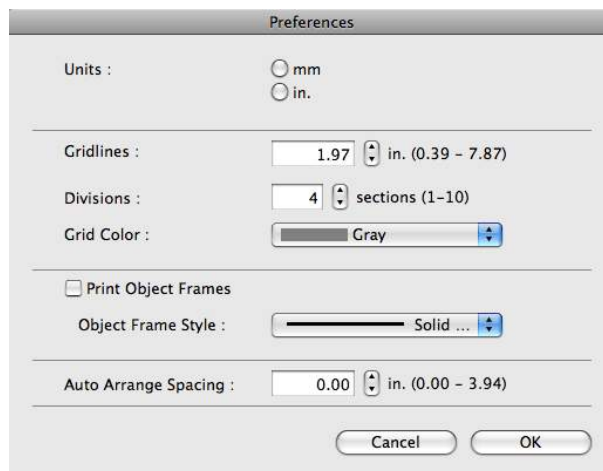 Preferences
Units :
mm
in.
Gridlines :
1.97 in. (0.39 – 7.87)
Divisions :
4 sections (1–10)
Grid Color :
Gray
Print Object Frames
Object Frame Style :
Solid ...
Auto Arrange Spacing :
0.00 in. (0.00 – 3.94)
Cancel
OK